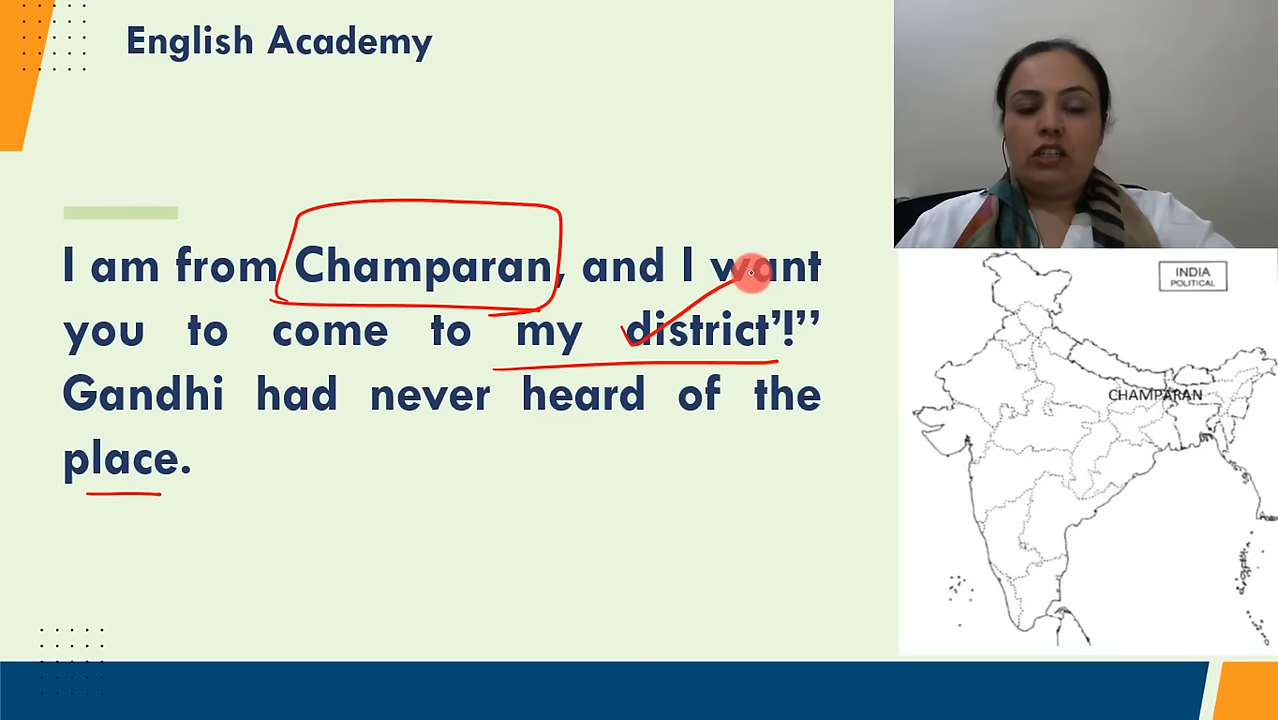 English Academy
I am from Champaran, and I want
you to come to my district’!’’
Gandhi had never heard of the
place.
INDIA
POLITICAL
CHAMPARAN